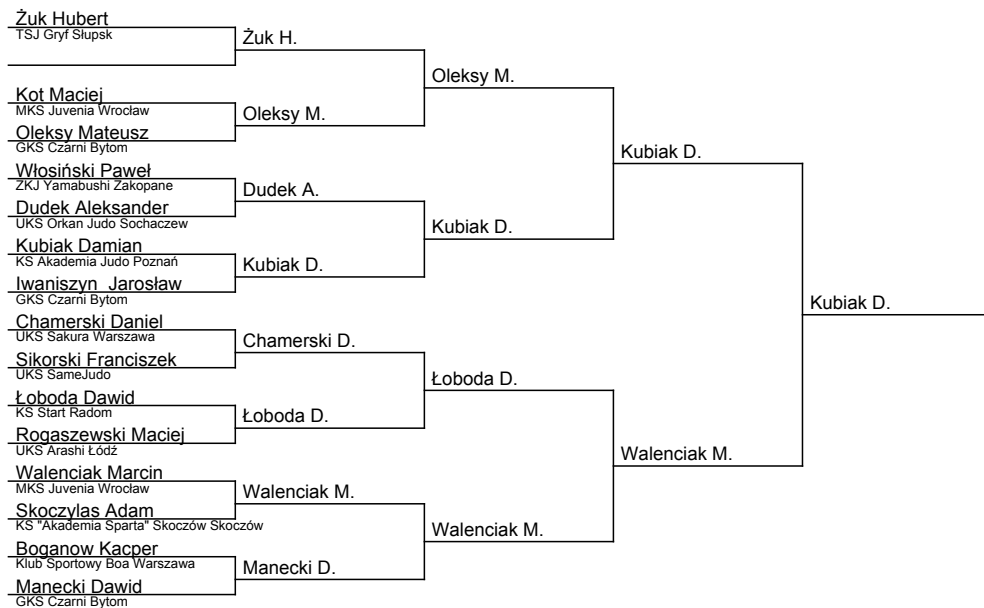 Żuk Hubert
TSJ Gryf Słupsk
Kot Maciej
MKS Juvenia Wrocław
Oleksy Mateusz
GKS Czarni Bytom
Włosiński Paweł
ZKJ Yamabushi Zakopane
Dudek Aleksander
UKS Orkan Judo Sochaczew
Kubiak Damian
KS Akademia Judo Poznań
Iwaniszyn  Jarosław
GKS Czarni Bytom
Chamerski Daniel
UKS Sakura Warszawa
Sikorski Franciszek
UKS SameJudo
Łoboda Dawid
KS Start Radom
Rogaszewski Maciej
UKS Arashi Łódź
Walenciak Marcin
MKS Juvenia Wrocław
Skoczylas Adam
KS "Akademia Sparta" Skoczów Skoczów
Boganow Kacper
Klub Sportowy Boa Warszawa
Manecki Dawid
GKS Czarni Bytom
Żuk H.
Oleksy M.
Dudek A.
Kubiak D.
Chamerski D.
Łoboda D.
Walenciak M.
Manecki D.
Oleksy M.
Kubiak D.
Łoboda D.
Walenciak M.
Kubiak D.
Walenciak M.
Kubiak D.